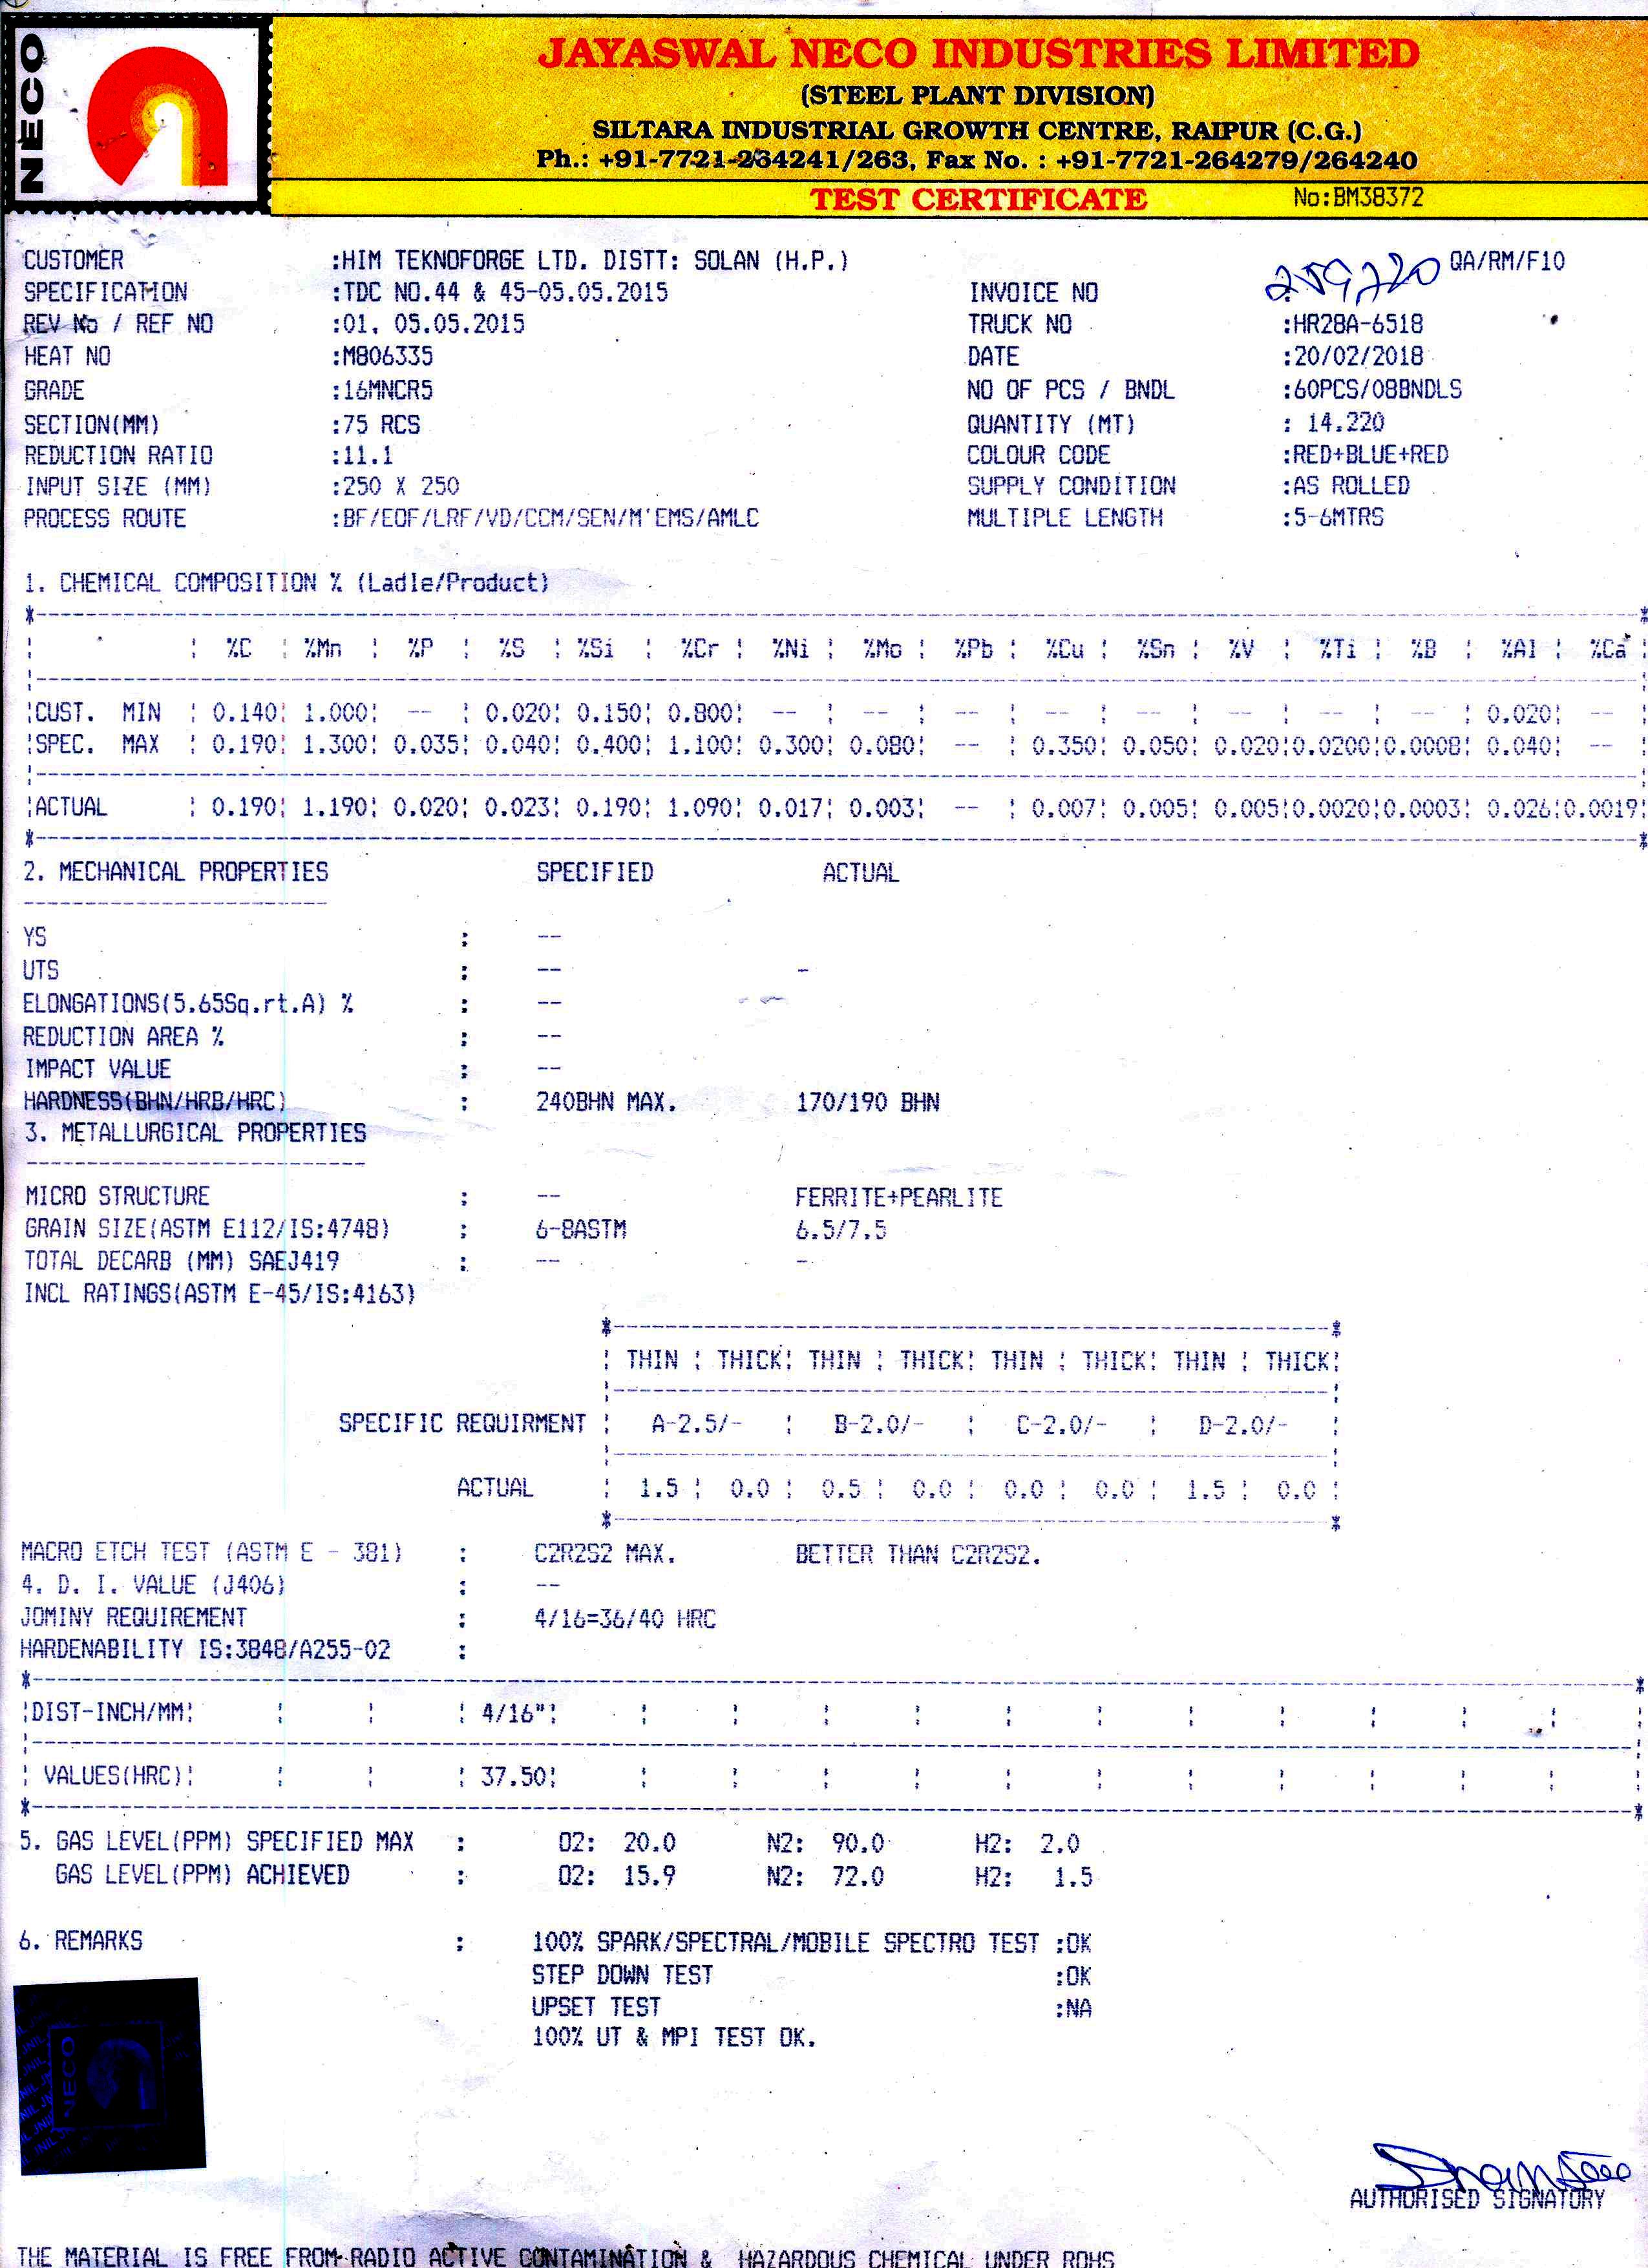 NECO
JAYASWAL NECO INDUSTRIES LIMITED
(STEEL PLANT DIVISION)
SILTARA INDUSTRIAL GROWTH CENTRE, RAIPUR (C.G.)
Ph.: +91-7721-264241/263, Fax No. : +91-7721-264279/264240
TEST CERTIFICATE No:BM38372
CUSTOMER :HIM TEKNOFORGE LTD. DISTT: SOLAN (H.P.) QA/RM/F10
SPECIFICATION :TDC NO.44 & 45-05.05.2015 INVOICE NO : 259220
REV No / REF NO :01, 05.05.2015 TRUCK NO :HR28A-6518
HEAT NO :M806335 DATE :20/02/2018
GRADE :16MNCR5 NO OF PCS / BNDL :60PCS/08BNDLS
SECTION(MM) :75 RCS QUANTITY (MT) : 14.220
REDUCTION RATIO :11.1 COLOUR CODE :RED+BLUE+RED
INPUT SIZE (MM) :250 X 250 SUPPLY CONDITION :AS ROLLED
PROCESS ROUTE :BF/EOF/LRF/VD/CCM/SEN/M'EMS/AMLC MULTIPLE LENGTH :5-6MTRS
1. CHEMICAL COMPOSITION % (Ladle/Product)
%C %Mn %P %S %Si %Cr %Ni %Mo %Pb %Cu %Sn %V %Ti %B %Al %Ca
CUST. MIN 0.140 1.000 -- 0.020 0.150 0.800 -- -- -- -- -- -- -- -- 0.020 --
SPEC. MAX 0.190 1.300 0.035 0.040 0.400 1.100 0.300 0.080 -- 0.350 0.050 0.020 0.0200 0.0008 0.040 --
ACTUAL 0.190 1.190 0.020 0.023 0.190 1.090 0.017 0.003 -- 0.007 0.005 0.005 0.0020 0.0003 0.026 0.0019
2. MECHANICAL PROPERTIES SPECIFIED ACTUAL
YS : --
UTS : -- -
ELONGATIONS(5.65Sq.rt.A) % : --
REDUCTION AREA % : --
IMPACT VALUE : --
HARDNESS(BHN/HRB/HRC) : 240BHN MAX. 170/190 BHN
3. METALLURGICAL PROPERTIES
MICRO STRUCTURE : -- FERRITE+PEARLITE
GRAIN SIZE(ASTM E112/IS:4748) : 6-8ASTM 6.5/7.5
TOTAL DECARB (MM) SAEJ419 : -- -
INCL RATINGS(ASTM E-45/IS:4163)
THIN THICK THIN THICK THIN THICK THIN THICK
SPECIFIC REQUIRMENT A-2.5/- B-2.0/- C-2.0/- D-2.0/-
ACTUAL 1.5 0.0 0.5 0.0 0.0 0.0 1.5 0.0
MACRO ETCH TEST (ASTM E - 381) : C2R2S2 MAX. BETTER THAN C2R2S2.
4. D. I. VALUE (J406) : --
JOMINY REQUIREMENT : 4/16=36/40 HRC
HARDENABILITY IS:3848/A255-02 :
DIST-INCH/MM 4/16"
VALUES(HRC) 37.50
5. GAS LEVEL(PPM) SPECIFIED MAX : O2: 20.0 N2: 90.0 H2: 2.0
GAS LEVEL(PPM) ACHIEVED : O2: 15.9 N2: 72.0 H2: 1.5
6. REMARKS : 100% SPARK/SPECTRAL/MOBILE SPECTRO TEST :OK
STEP DOWN TEST :OK
UPSET TEST :NA
100% UT & MPI TEST OK.
NECO
AUTHORISED SIGNATORY
THE MATERIAL IS FREE FROM RADIO ACTIVE CONTAMINATION & HAZARDOUS CHEMICAL UNDER ROHS